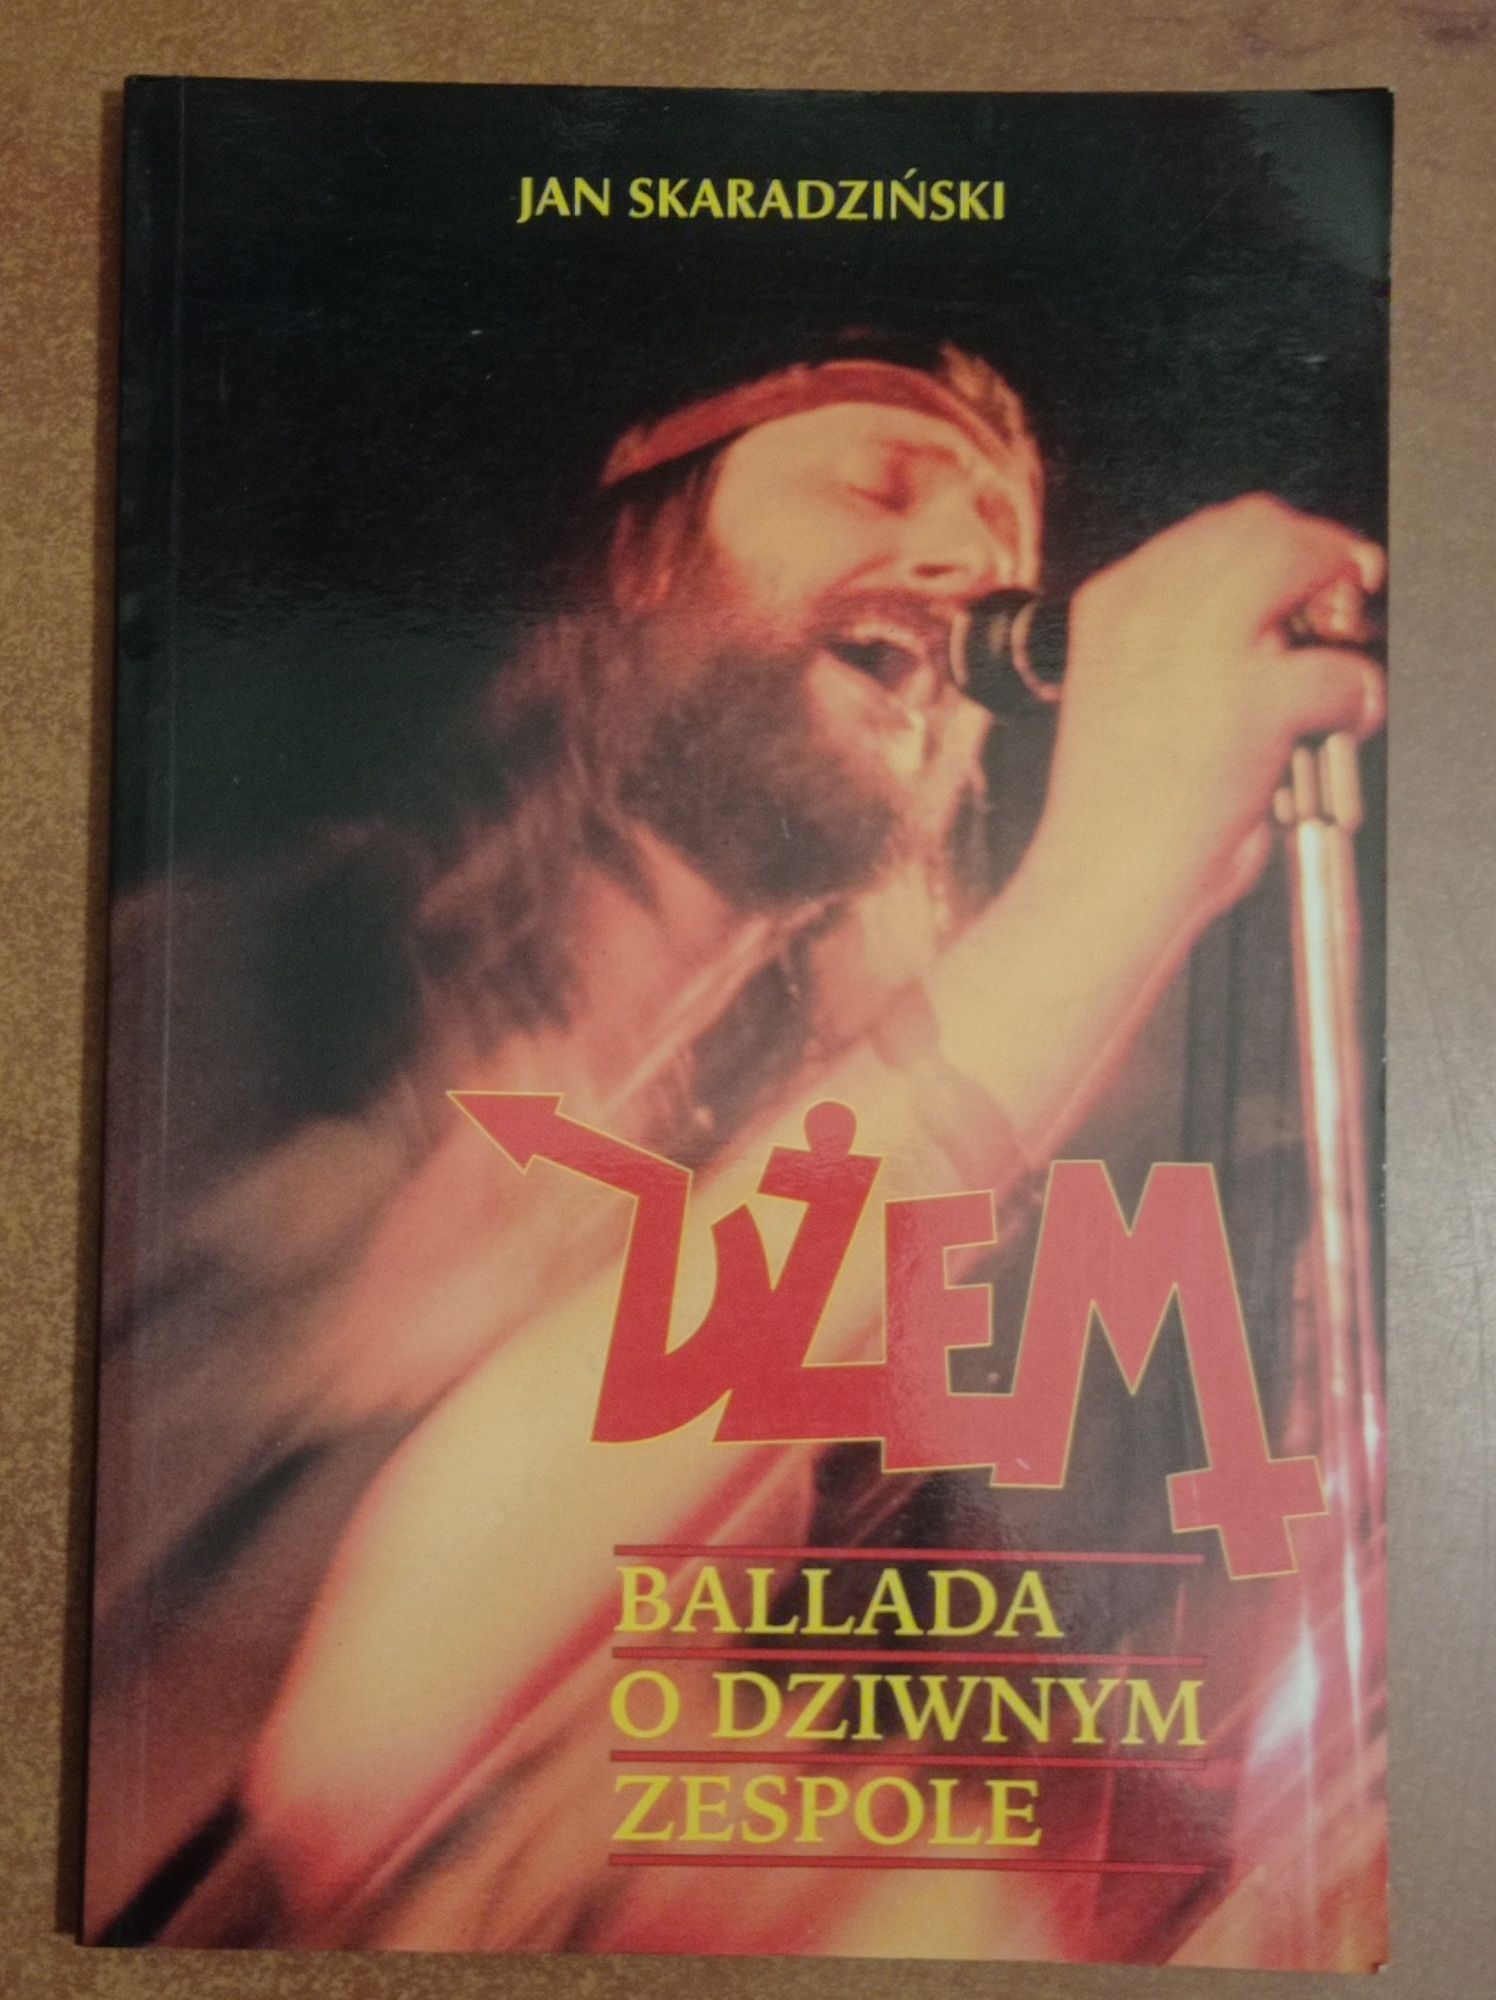 JAN SKARADZIŃSKI
DŻEM
BALLADA
O DZIWNYM
ZESPOLE